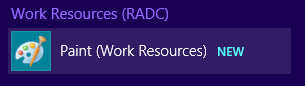 Work Resources (RADC)
Paint (Work Resources) NEW